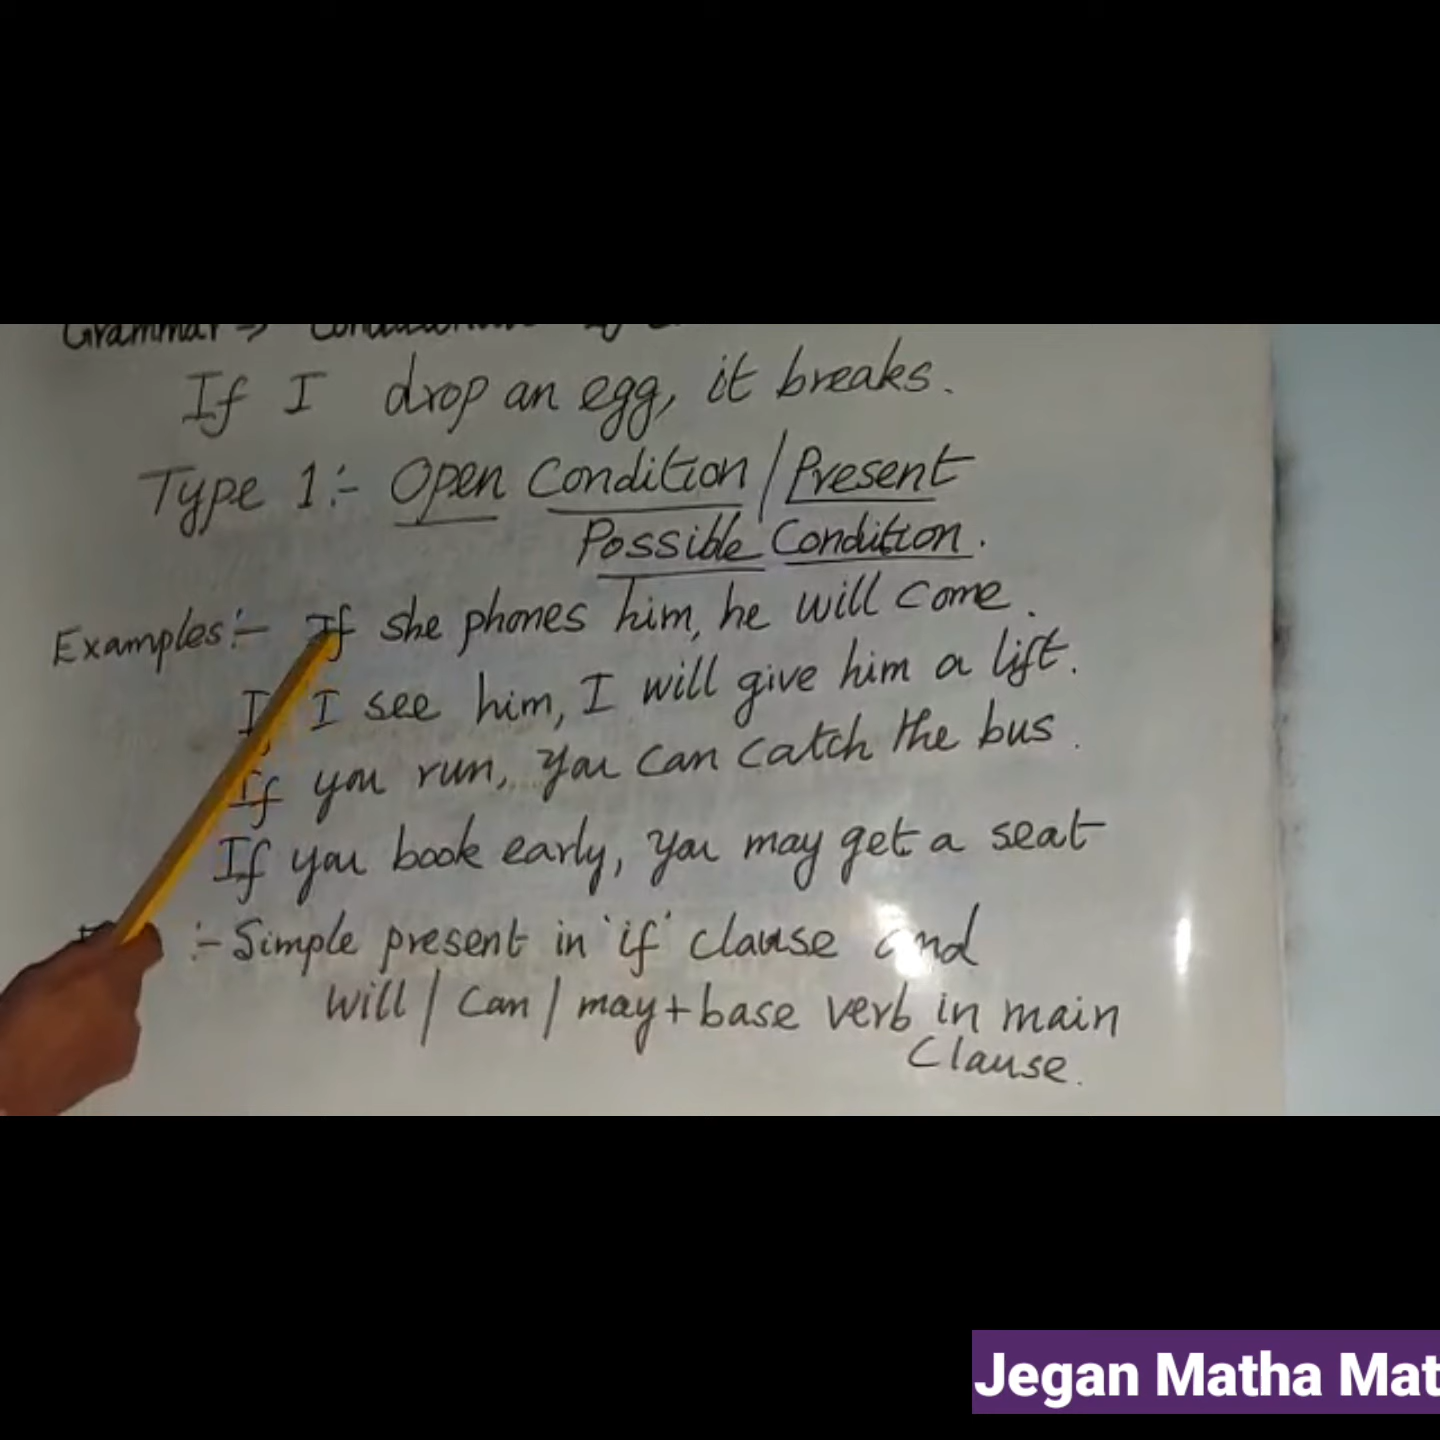 Grammar →
If I drop an egg, it breaks.
Type 1:- Open Condition / Present
Possible Condition.
Examples:- If she phones him, he will come.
If I see him, I will give him a lift.
If you run, you can catch the bus.
If you book early, you may get a seat
:- Simple present in 'if' clause and
will / can / may + base verb in main
clause.
Jegan Matha Mat